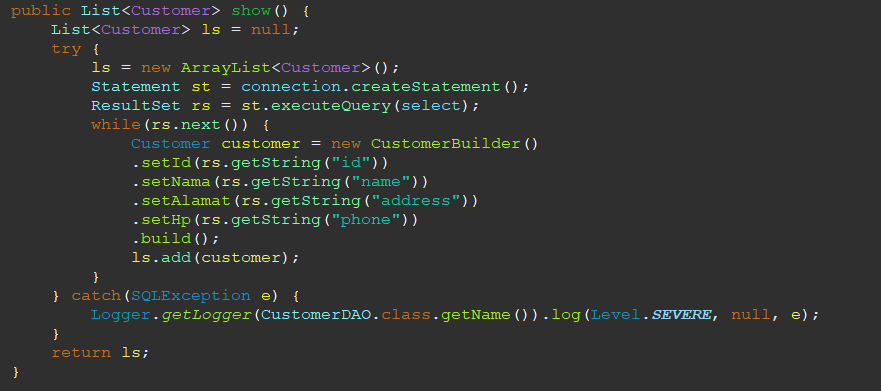 public List<Customer> show() {
    List<Customer> ls = null;
    try {
        ls = new ArrayList<Customer>();
        Statement st = connection.createStatement();
        ResultSet rs = st.executeQuery(select);
        while(rs.next()) {
            Customer customer = new CustomerBuilder()
            .setId(rs.getString("id"))
            .setNama(rs.getString("name"))
            .setAlamat(rs.getString("address"))
            .setHp(rs.getString("phone"))
            .build();
            ls.add(customer);
        }
    } catch(SQLException e) {
        Logger.getLogger(CustomerDAO.class.getName()).log(Level.SEVERE, null, e);
    }
    return ls;
}